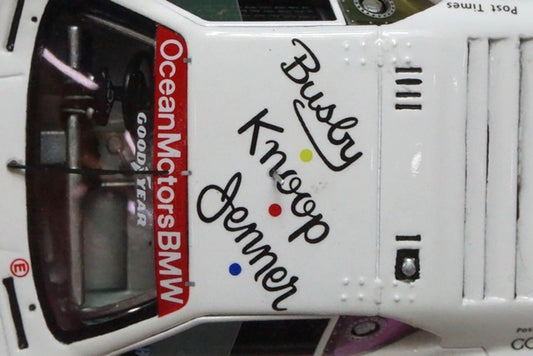 OceanMotorsBMW
GOODYEAR
Busby
Knoop
Jenner
Post Times
E